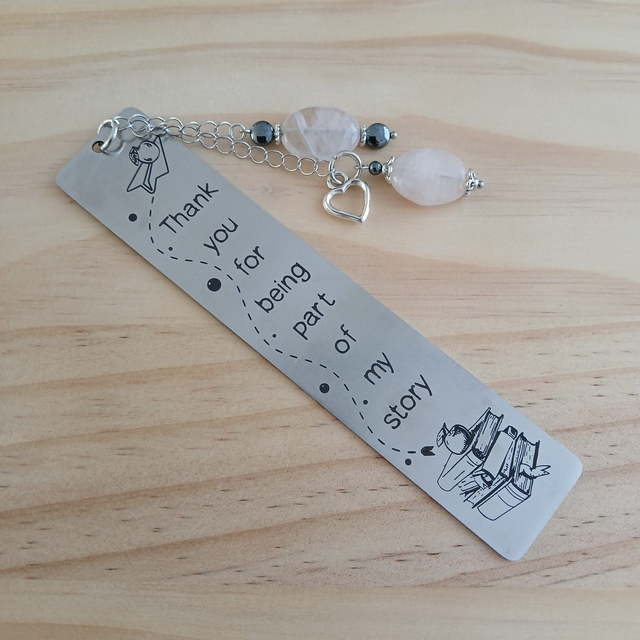 Thank
you
for
being
part
of
my
story